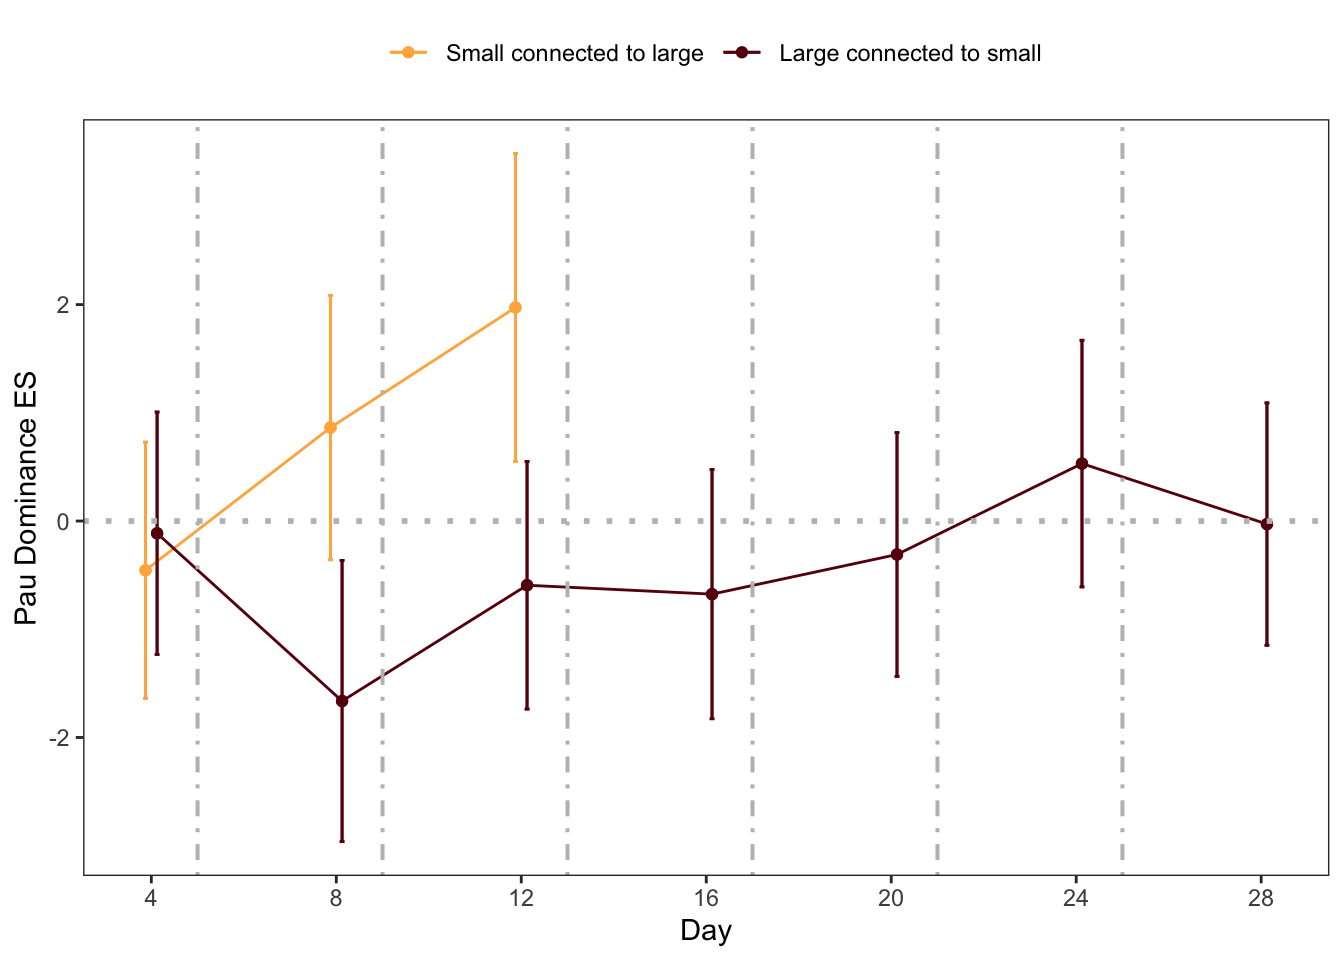 Small connected to large Large connected to small
Pau Dominance ES
2
0
-2
4 8 12 16 20 24 28
Day